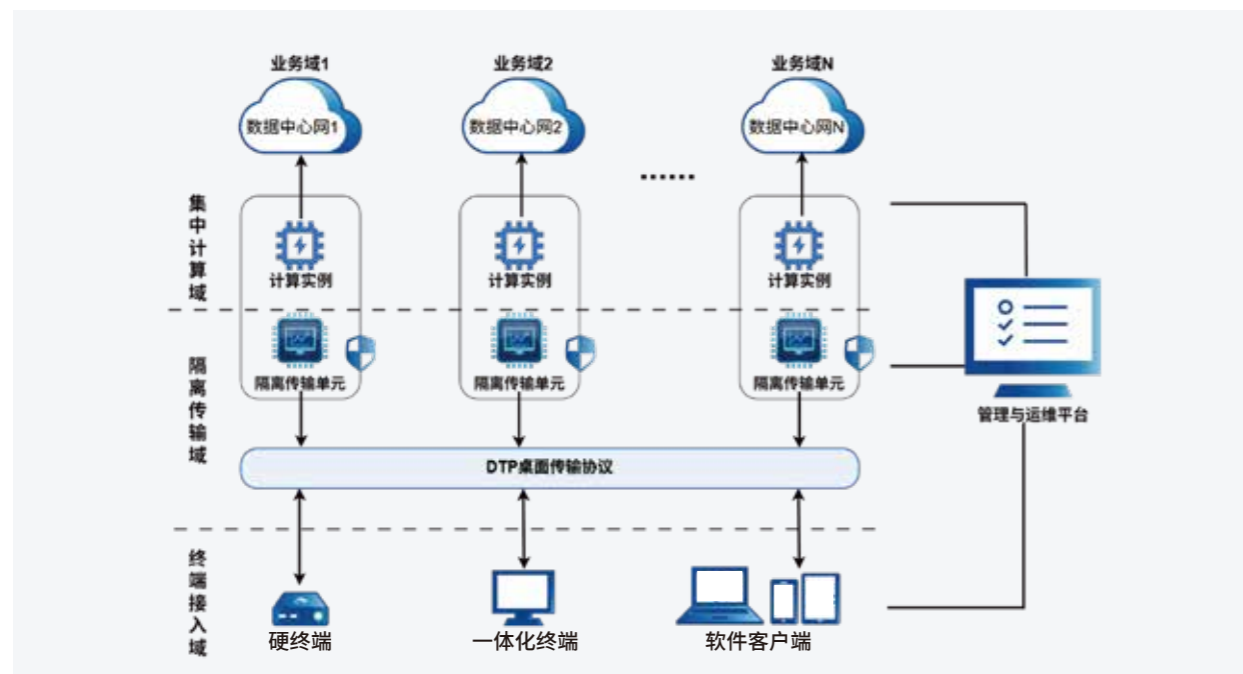 业务域1
业务域2
业务域N
数据中心网1
数据中心网2
数据中心网N
......
集中计算域
计算实例
计算实例
计算实例
隔离传输域
隔离传输单元
隔离传输单元
隔离传输单元
管理与运维平台
DTP桌面传输协议
终端接入域
硬终端
一体化终端
软件客户端